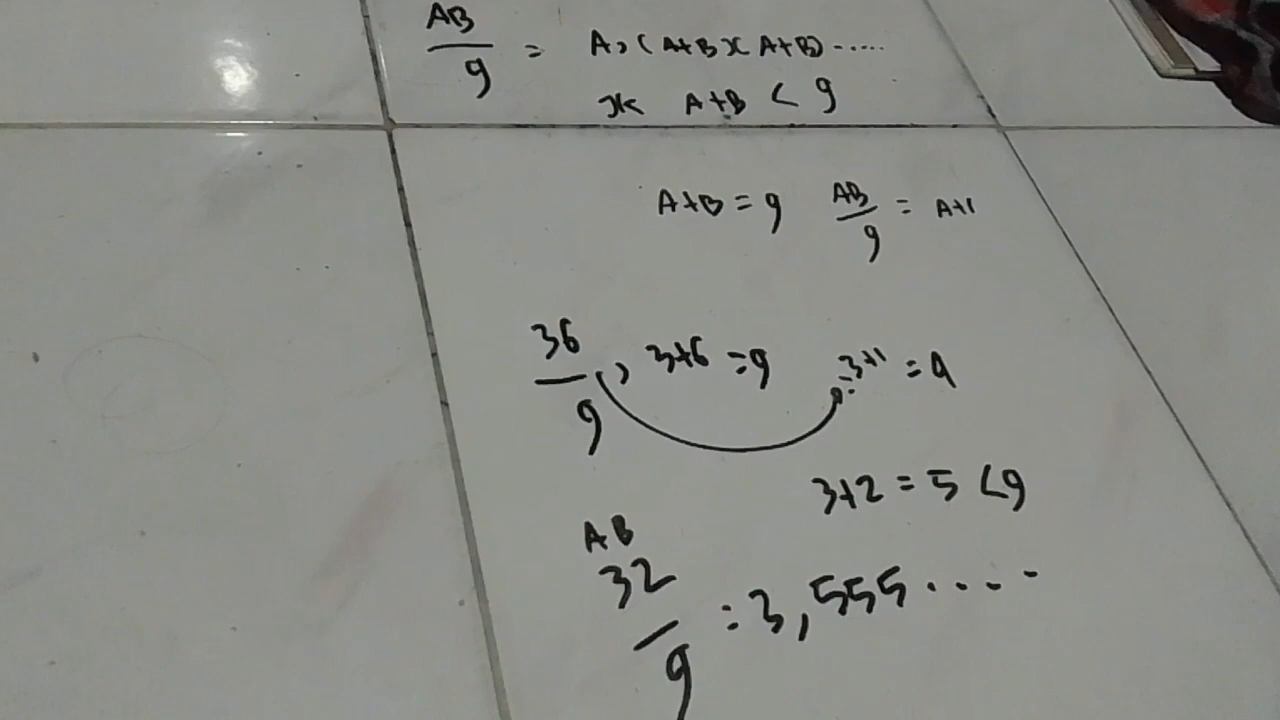 AB/9 = A,(A+B)(A+B).....
JK A+B < 9
A+B = 9 AB/9 = A+1
36/9 , 3+6 = 9 3+1 = 4
3+2 = 5 < 9
AB
32/9 = 3,555....